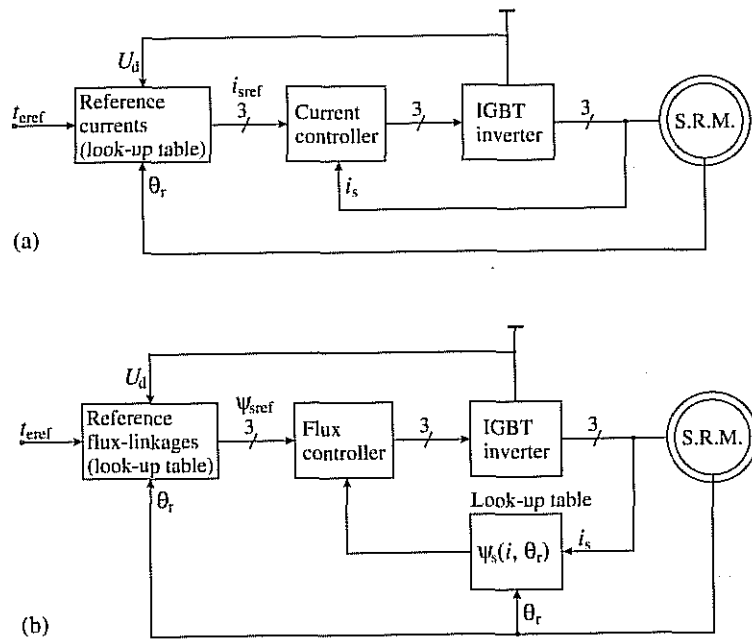 U_d
t_eref
Reference
currents
(look-up table)
i_sref
3
Current
controller
3
IGBT
inverter
3
S.R.M.
θ_r
i_s
(a)
U_d
t_eref
Reference
flux-linkages
(look-up table)
ψ_sref
3
Flux
controller
3
IGBT
inverter
3
S.R.M.
Look-up table
θ_r
ψ_s(i, θ_r)
i_s
θ_r
(b)